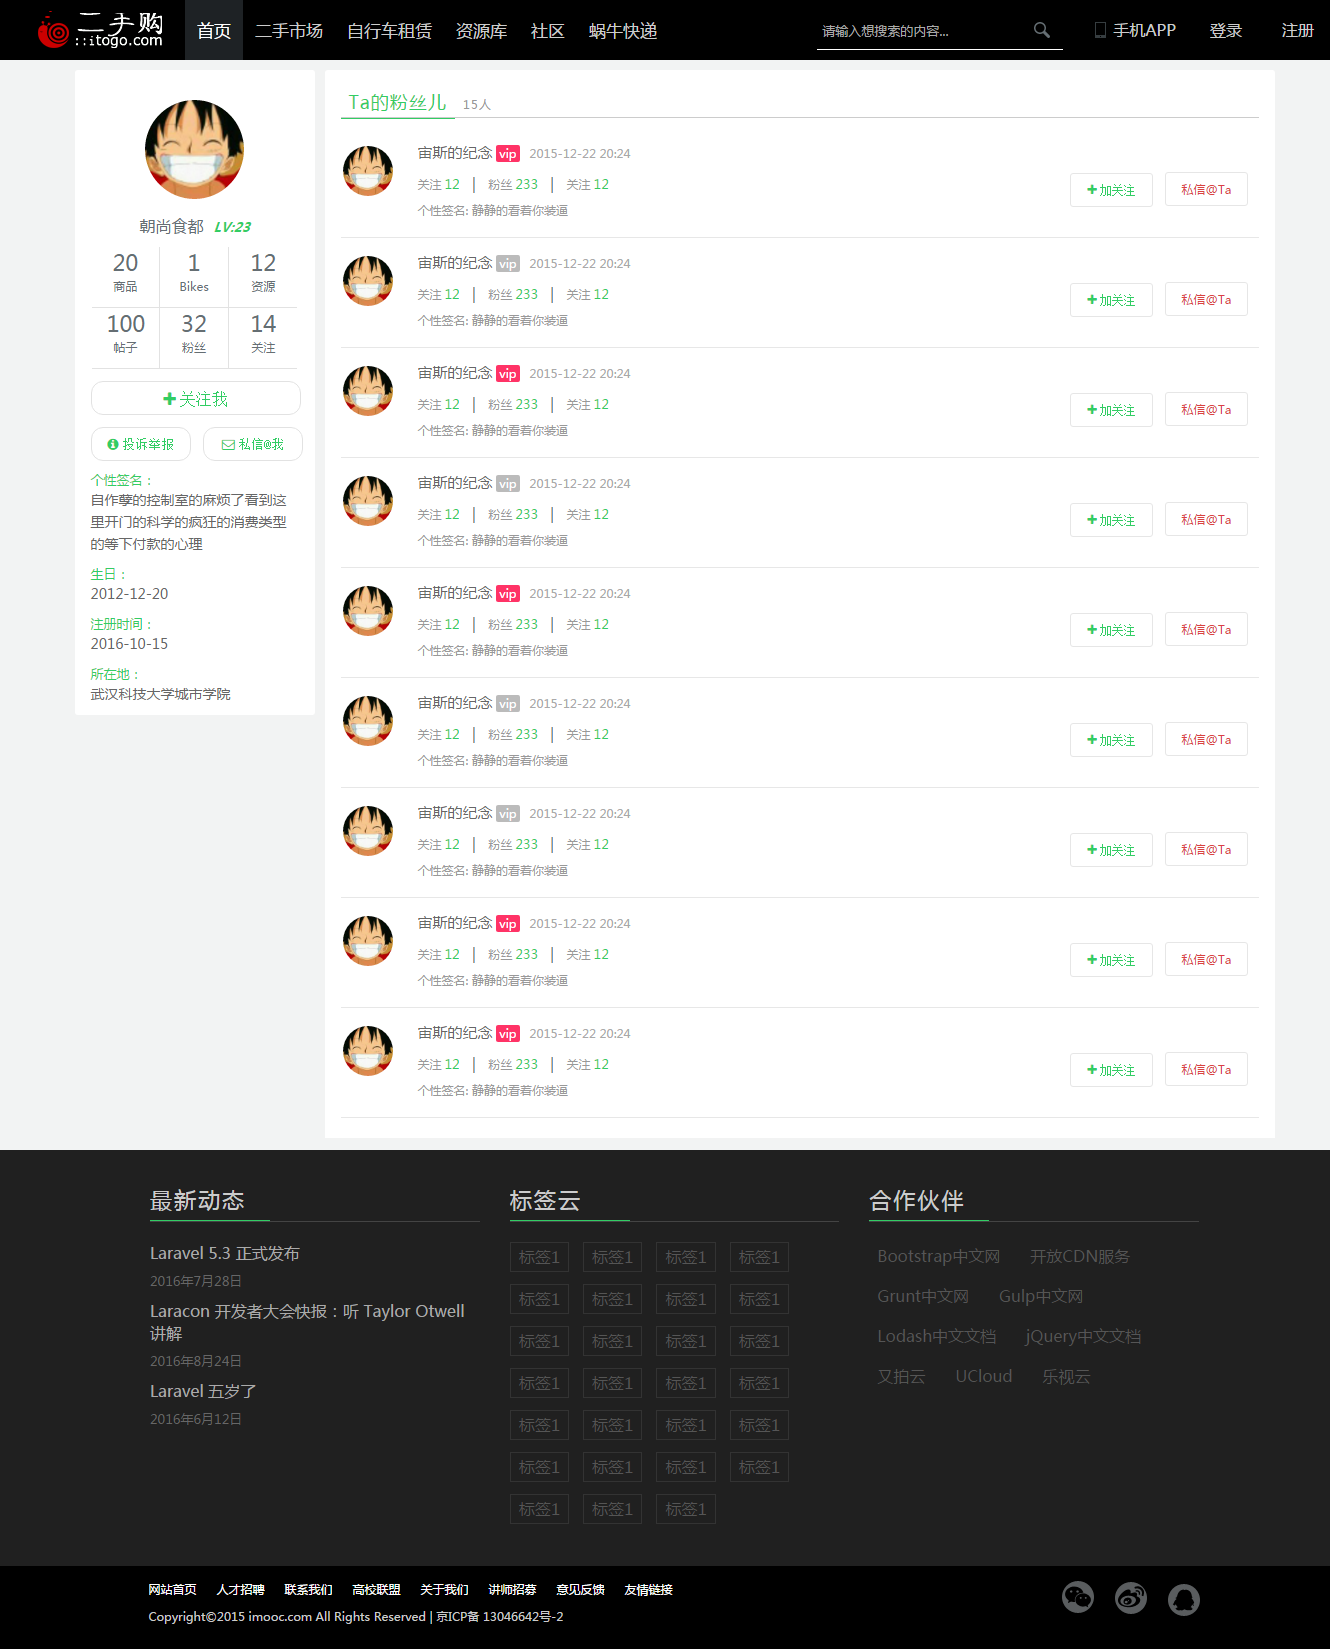 二手购
::itogo.com
首页 二手市场 自行车租赁 资源库 社区 蜗牛快递 请输入想搜索的内容... 手机APP 登录 注册
朝尚食都 LV:23
20 1 12
商品 Bikes 资源
100 32 14
帖子 粉丝 关注
关注我
投诉举报 私信@我
个性签名：
自作孽的控制室的麻烦了看到这
里开门的科学的疯狂的消费类型
的等下付款的心理
生日：
2012-12-20
注册时间：
2016-10-15
所在地：
武汉科技大学城市学院
Ta的粉丝儿 15人
宙斯的纪念 vip 2015-12-22 20:24
关注 12 | 粉丝 233 | 关注 12
加关注 私信@Ta
个性签名: 静静的看着你装逼
宙斯的纪念 vip 2015-12-22 20:24
关注 12 | 粉丝 233 | 关注 12
加关注 私信@Ta
个性签名: 静静的看着你装逼
宙斯的纪念 vip 2015-12-22 20:24
关注 12 | 粉丝 233 | 关注 12
加关注 私信@Ta
个性签名: 静静的看着你装逼
宙斯的纪念 vip 2015-12-22 20:24
关注 12 | 粉丝 233 | 关注 12
加关注 私信@Ta
个性签名: 静静的看着你装逼
宙斯的纪念 vip 2015-12-22 20:24
关注 12 | 粉丝 233 | 关注 12
加关注 私信@Ta
个性签名: 静静的看着你装逼
宙斯的纪念 vip 2015-12-22 20:24
关注 12 | 粉丝 233 | 关注 12
加关注 私信@Ta
个性签名: 静静的看着你装逼
宙斯的纪念 vip 2015-12-22 20:24
关注 12 | 粉丝 233 | 关注 12
加关注 私信@Ta
个性签名: 静静的看着你装逼
宙斯的纪念 vip 2015-12-22 20:24
关注 12 | 粉丝 233 | 关注 12
加关注 私信@Ta
个性签名: 静静的看着你装逼
宙斯的纪念 vip 2015-12-22 20:24
关注 12 | 粉丝 233 | 关注 12
加关注 私信@Ta
个性签名: 静静的看着你装逼
最新动态
Laravel 5.3 正式发布
2016年7月28日
Laracon 开发者大会快报：听 Taylor Otwell
讲解
2016年8月24日
Laravel 五岁了
2016年6月12日
标签云
标签1 标签1 标签1 标签1
标签1 标签1 标签1 标签1
标签1 标签1 标签1 标签1
标签1 标签1 标签1 标签1
标签1 标签1 标签1 标签1
标签1 标签1 标签1 标签1
标签1 标签1 标签1
合作伙伴
Bootstrap中文网 开放CDN服务
Grunt中文网 Gulp中文网
Lodash中文文档 jQuery中文文档
又拍云 UCloud 乐视云
网站首页 人才招聘 联系我们 高校联盟 关于我们 讲师招募 意见反馈 友情链接
Copyright©2015 imooc.com All Rights Reserved | 京ICP备 13046642号-2